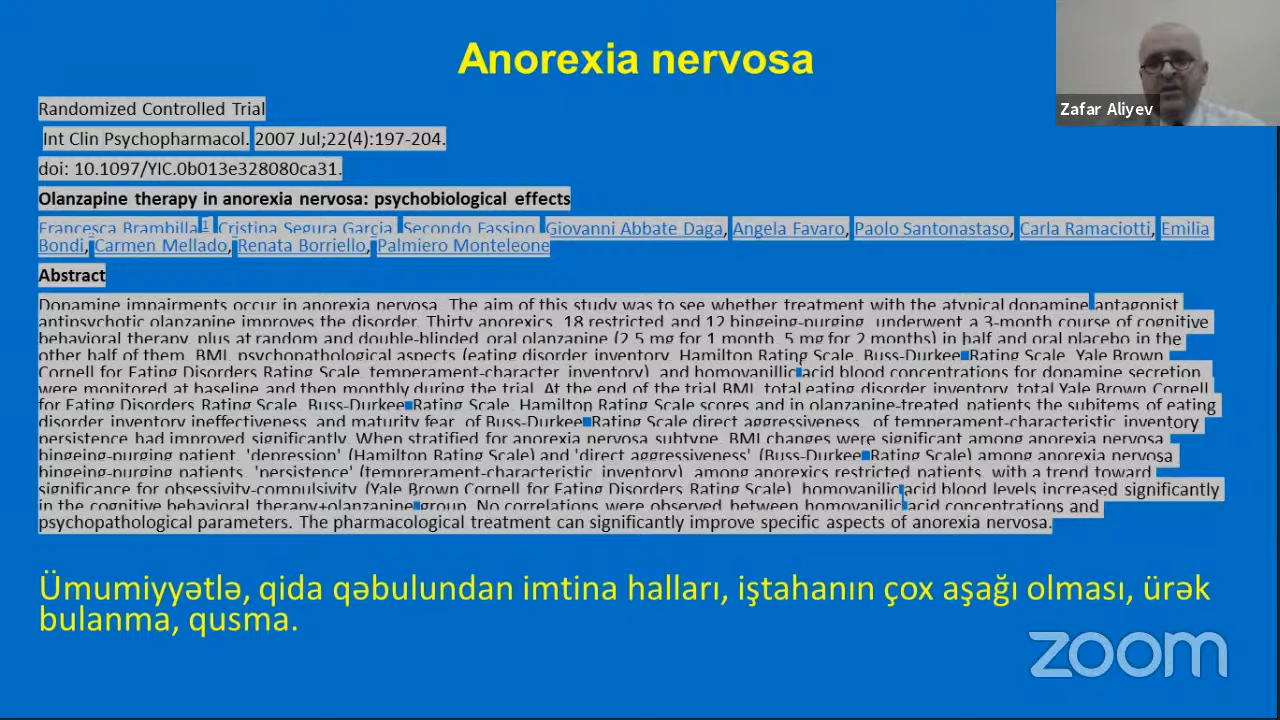 Anorexia nervosa
Zafar Aliyev
Randomized Controlled Trial
Int Clin Psychopharmacol. 2007 Jul;22(4):197-204.
doi: 10.1097/YIC.0b013e328080ca31.
Olanzapine therapy in anorexia nervosa: psychobiological effects
Francesca Brambilla 1, Cristina Segura Garcia, Secondo Fassino, Giovanni Abbate Daga, Angela Favaro, Paolo Santonastaso, Carla Ramaciotti, Emilia
Bondi, Carmen Mellado, Renata Borriello, Palmiero Monteleone
Abstract
Dopamine impairments occur in anorexia nervosa. The aim of this study was to see whether treatment with the atypical dopamine antagonist
antipsychotic olanzapine improves the disorder. Thirty anorexics, 18 restricted and 12 bingeing-purging, underwent a 3-month course of cognitive
behavioral therapy, plus at random and double-blinded, oral olanzapine (2.5 mg for 1 month, 5 mg for 2 months) in half and oral placebo in the
other half of them. BMI, psychopathological aspects (eating disorder inventory, Hamilton Rating Scale, Buss-Durkee Rating Scale, Yale Brown
Cornell for Eating Disorders Rating Scale, temperament-character inventory), and homovanillic acid blood concentrations for dopamine secretion,
were monitored at baseline and then monthly during the trial. At the end of the trial BMI, total eating disorder inventory, total Yale Brown Cornell
for Eating Disorders Rating Scale, Buss-Durkee Rating Scale, Hamilton Rating Scale scores and in olanzapine-treated patients the subitems of eating
disorder inventory ineffectiveness, and maturity fear, of Buss-Durkee Rating Scale direct aggressiveness, of temperament-characteristic inventory
persistence had improved significantly. When stratified for anorexia nervosa subtype, BMI changes were significant among anorexia nervosa
bingeing-purging patient, 'depression' (Hamilton Rating Scale) and 'direct aggressiveness' (Buss-Durkee Rating Scale) among anorexia nervosa
bingeing-purging patients, 'persistence' (temprerament-characteristic inventory), among anorexics restricted patients, with a trend toward
significance for obsessivity-compulsivity (Yale Brown Cornell for Eating Disorders Rating Scale), homovanilic acid blood levels increased significantly
in the cognitive behavioral therapy+olanzapine group. No correlations were observed between homovanilic acid concentrations and
psychopathological parameters. The pharmacological treatment can significantly improve specific aspects of anorexia nervosa.
Ümumiyyətlə, qida qəbulundan imtina halları, iştahanın çox aşağı olması, ürək
bulanma, qusma.
zoom